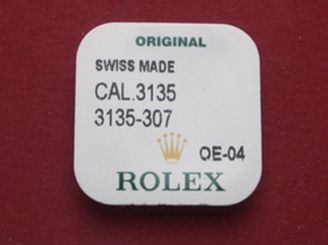 ORIGINAL
SWISS MADE
CAL.3135
3135-307
OE-04
ROLEX